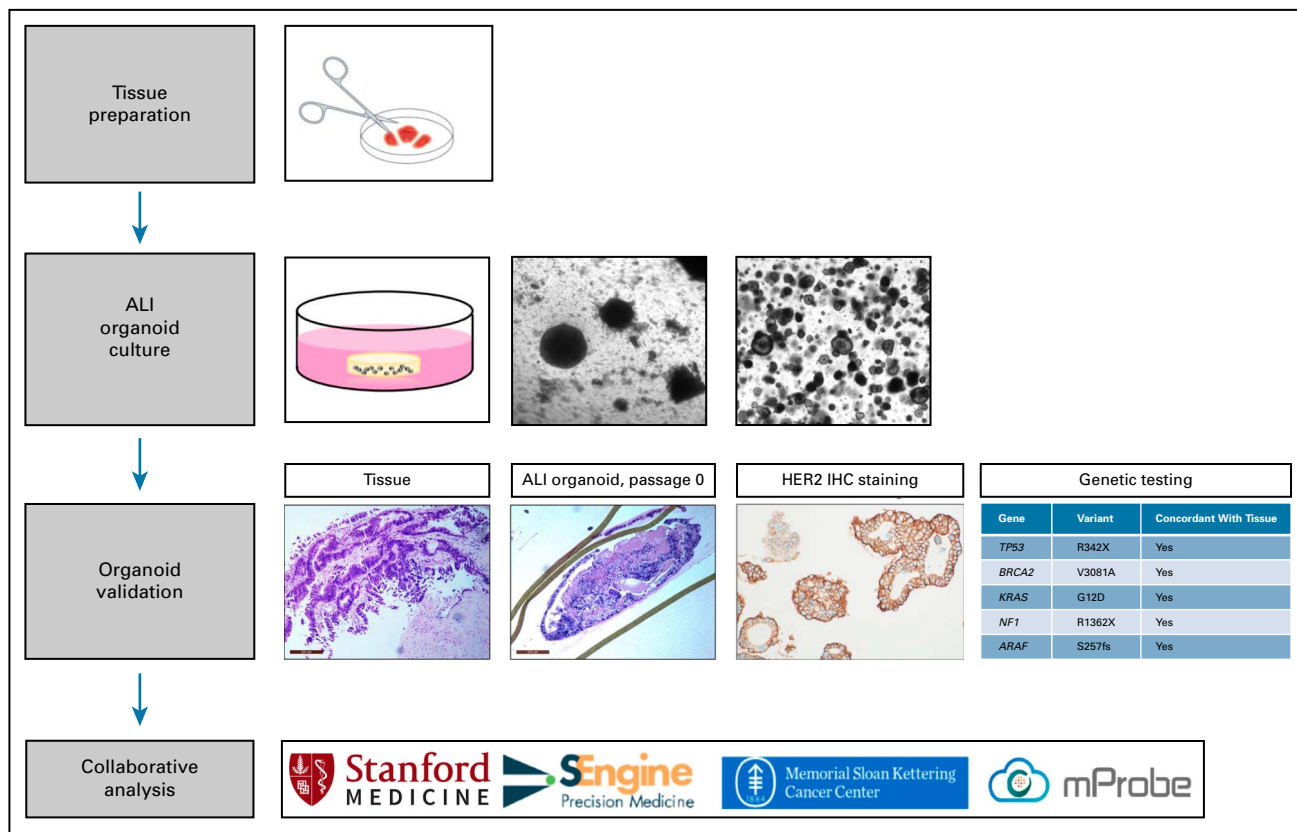 Tissue
preparation
ALI
organoid
culture
Organoid
validation
Tissue
ALI organoid, passage 0
HER2 IHC staining
Genetic testing
Gene Variant Concordant With Tissue
TP53 R342X Yes
BRCA2 V3081A Yes
KRAS G12D Yes
NF1 R1362X Yes
ARAF S257fs Yes
Collaborative
analysis
Stanford
MEDICINE
SEngine
Precision Medicine
1884
Memorial Sloan Kettering
Cancer Center
mProbe